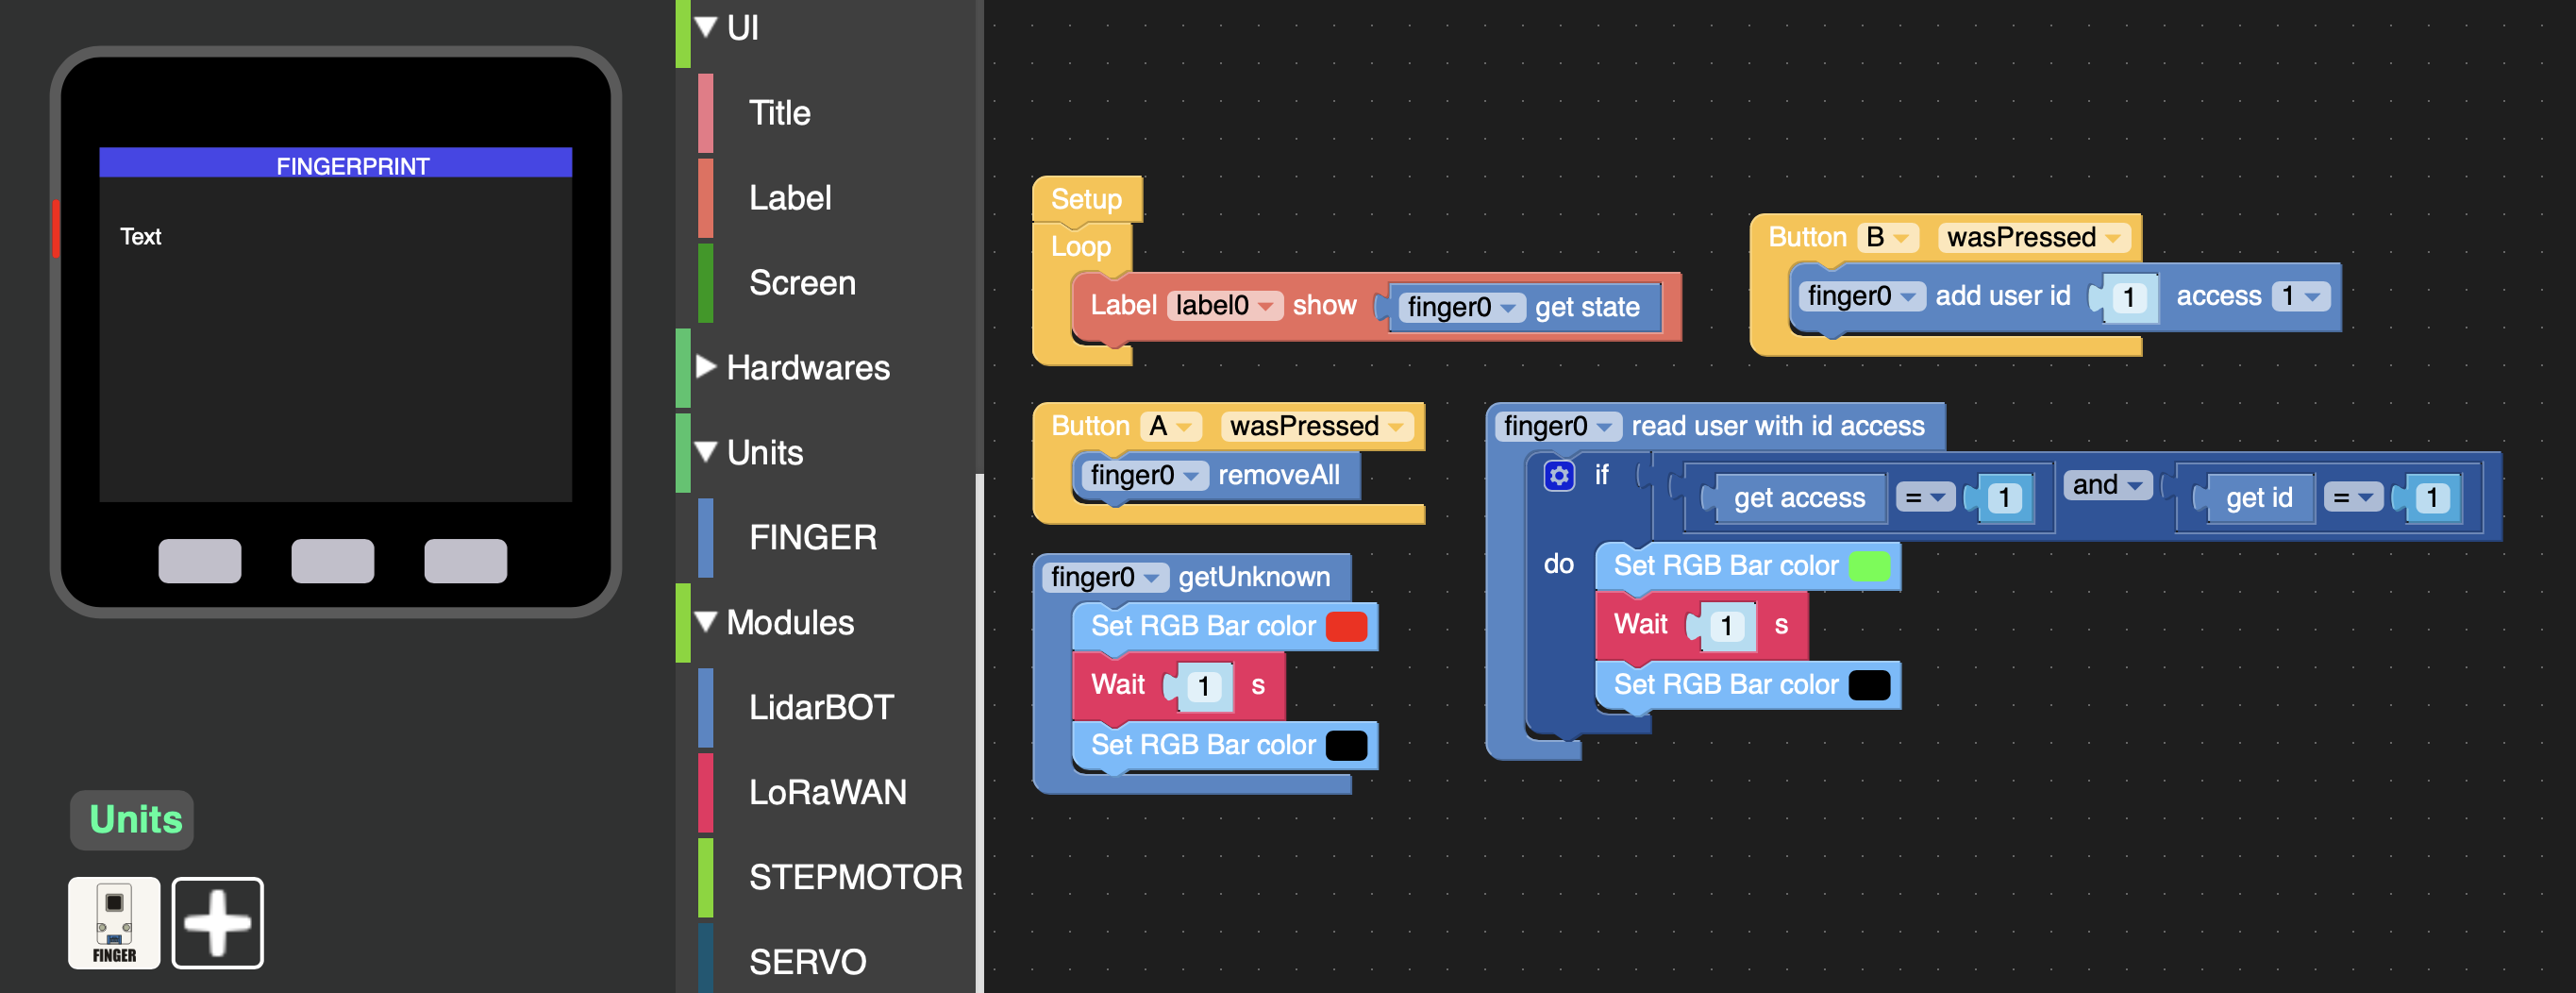 FINGERPRINT
Text
Units
FINGER
UI
Title
Label
Screen
Hardwares
Units
FINGER
Modules
LidarBOT
LoRaWAN
STEPMOTOR
SERVO
Setup
Loop
Label label0 show finger0 get state
Button B wasPressed
finger0 add user id 1 access 1
Button A wasPressed
finger0 removeAll
finger0 getUnknown
Set RGB Bar color
Wait 1 s
Set RGB Bar color
finger0 read user with id access
if get access = 1 and get id = 1
do Set RGB Bar color
Wait 1 s
Set RGB Bar color